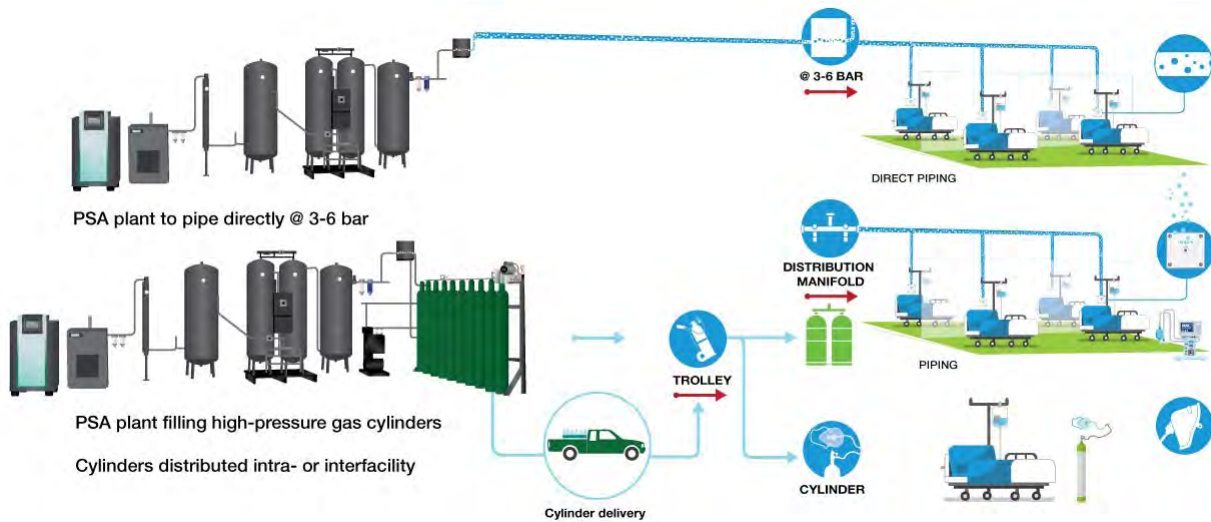 @ 3-6 BAR
DIRECT PIPING
PSA plant to pipe directly @ 3-6 bar
DISTRIBUTION
MANIFOLD
TROLLEY
PIPING
PSA plant filling high-pressure gas cylinders
Cylinders distributed intra- or interfacility
CYLINDER
Cylinder delivery